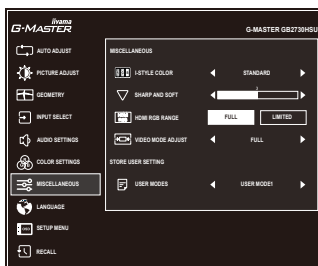 iiyama
G-MASTER
G-MASTER GB2730HSU
AUTO ADJUST
PICTURE ADJUST
GEOMETRY
INPUT SELECT
AUDIO SETTINGS
COLOR SETTINGS
MISCELLANEOUS
LANGUAGE
SETUP MENU
RECALL
MISCELLANEOUS
I-STYLE COLOR STANDARD
SHARP AND SOFT 3
HDMI RGB RANGE FULL LIMITED
VIDEO MODE ADJUST FULL
STORE USER SETTING
USER MODES USER MODE1